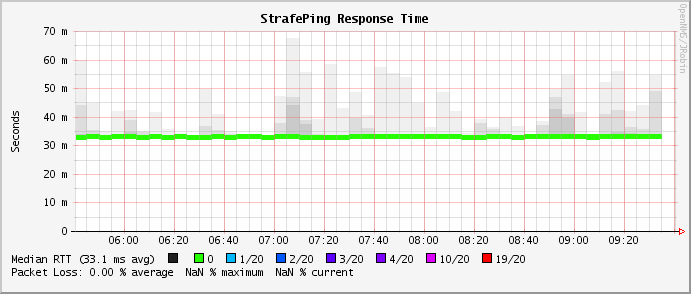 StrafePing Response Time
OpenNMS/JRobin
Seconds
70 m
60 m
50 m
40 m
30 m
20 m
10 m
0
06:00 06:20 06:40 07:00 07:20 07:40 08:00 08:20 08:40 09:00 09:20
Median RTT (33.1 ms avg) 0 1/20 2/20 3/20 4/20 10/20 19/20
Packet Loss: 0.00 % average NaN % maximum NaN % current